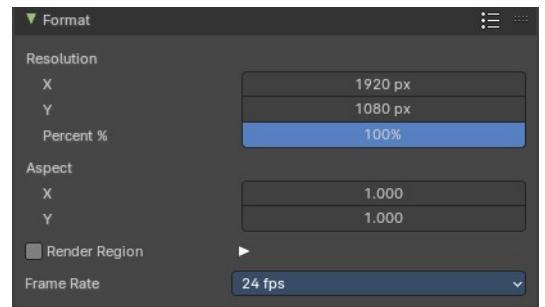 Format
Resolution
X 1920 px
Y 1080 px
Percent % 100%
Aspect
X 1.000
Y 1.000
Render Region
Frame Rate 24 fps